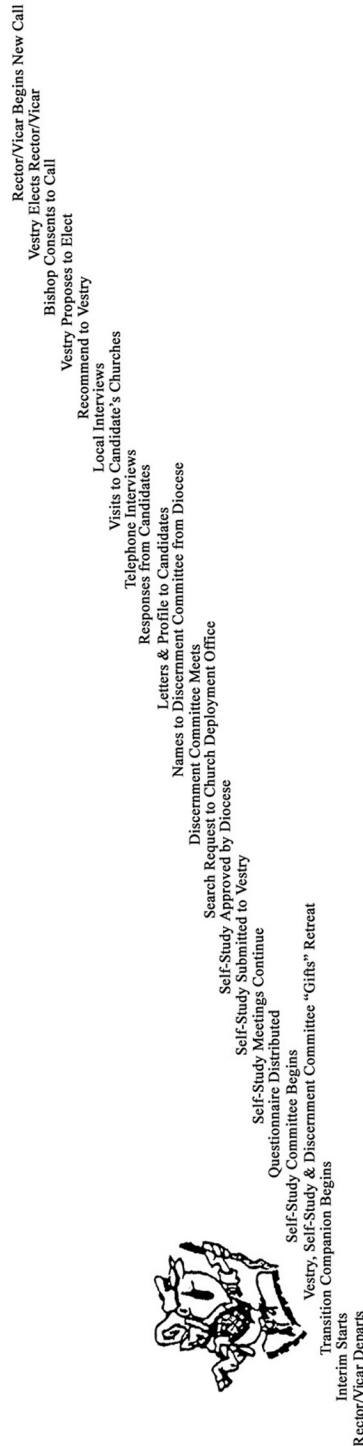 Rector/Vicar Begins New Call
Vestry Elects Rector/Vicar
Bishop Consents to Call
Vestry Proposes to Elect
Recommend to Vestry
Local Interviews
Visits to Candidate's Churches
Telephone Interviews
Responses from Candidates
Letters & Profile to Candidates
Names to Discernment Committee from Diocese
Discernment Committee Meets
Search Request to Church Deployment Office
Self-Study Approved by Diocese
Self-Study Submitted to Vestry
Self-Study Meetings Continue
Questionnaire Distributed
Self-Study Committee Begins
Vestry, Self-Study & Discernment Committee "Gifts" Retreat
Transition Companion Begins
Interim Starts
Rector/Vicar Departs